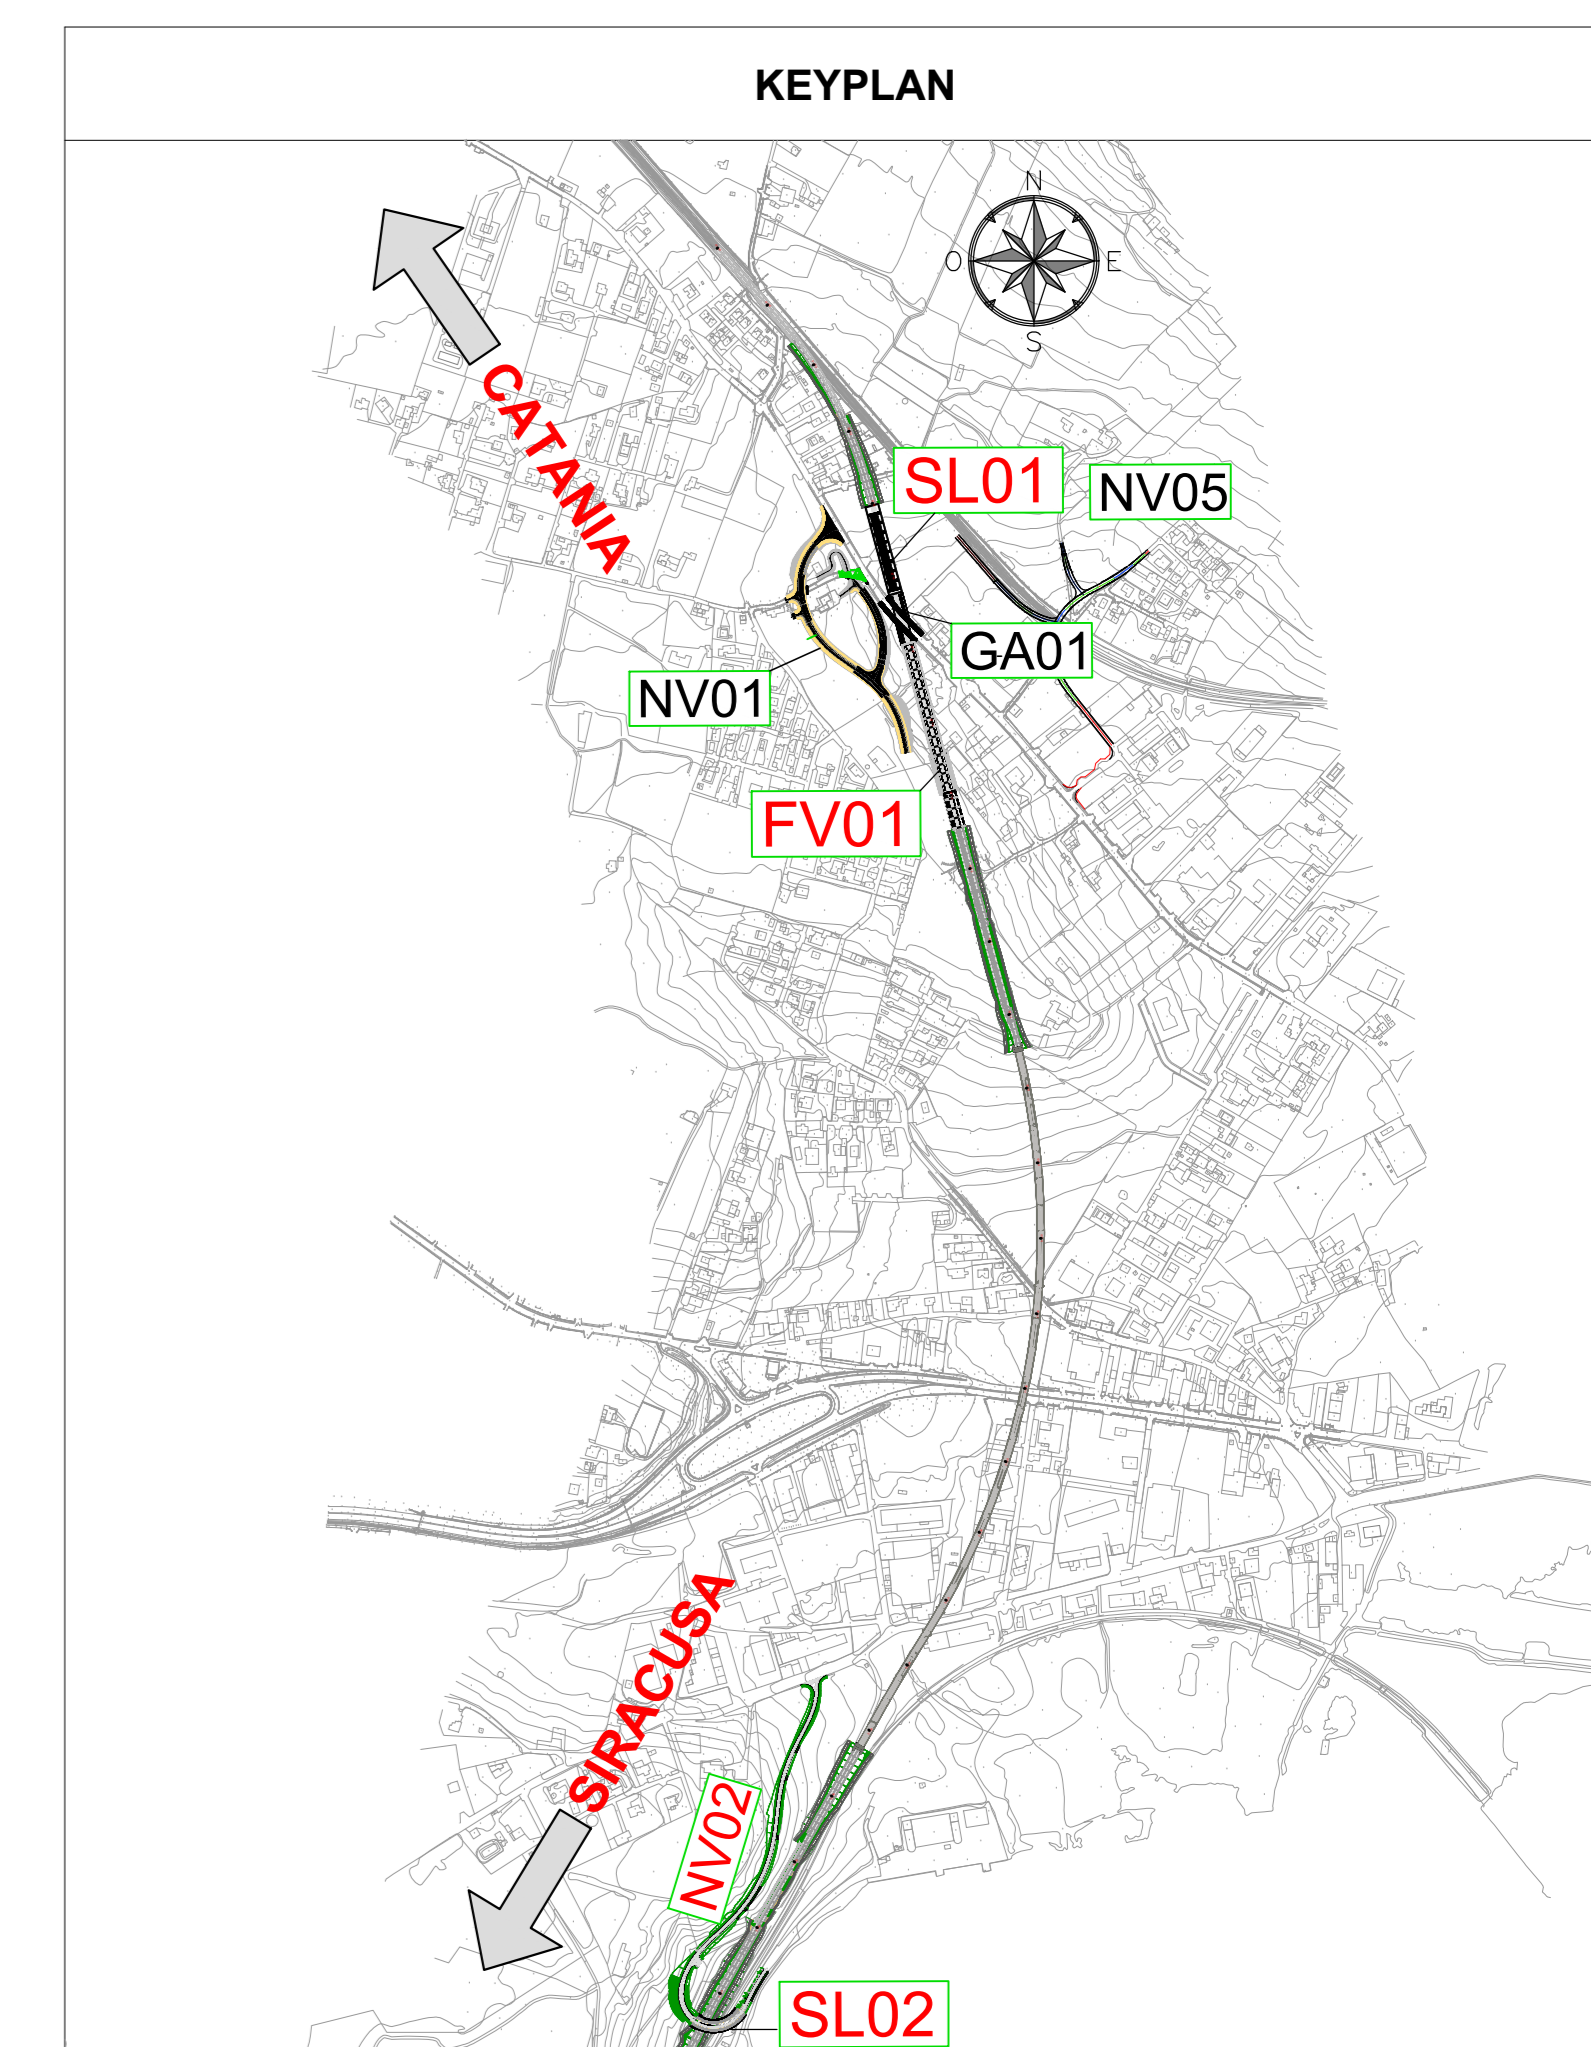 KEYPLAN
N
O
E
S
CATANIA
SL01
NV05
GA01
NV01
FV01
SIRACUSA
NV02
SL02